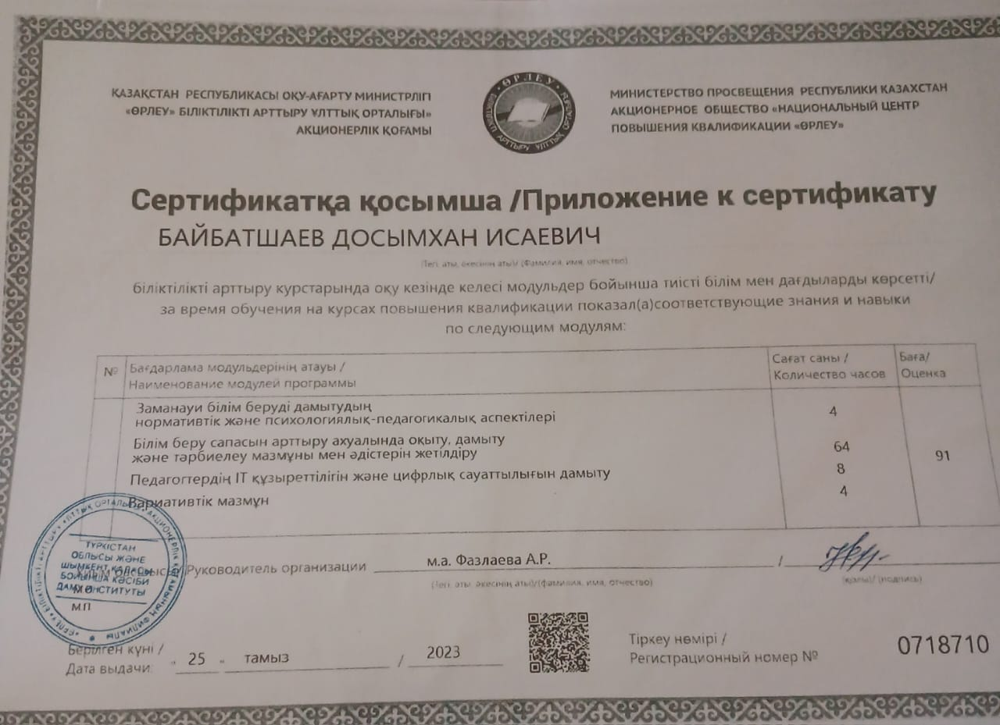 ҚАЗАҚСТАН РЕСПУБЛИКАСЫ ОҚУ-АҒАРТУ МИНИСТРЛІГІ
«ӨРЛЕУ» БІЛІКТІЛІКТІ АРТТЫРУ ҰЛТТЫҚ ОРТАЛЫҒЫ»
АКЦИОНЕРЛІК ҚОҒАМЫ
ӨРЛЕУ
БІЛІКТІЛІКТІ АРТТЫРУ ҰЛТТЫҚ ОРТАЛЫҒЫ
МИНИСТЕРСТВО ПРОСВЕЩЕНИЯ РЕСПУБЛИКИ КАЗАХСТАН
АКЦИОНЕРНОЕ ОБЩЕСТВО «НАЦИОНАЛЬНЫЙ ЦЕНТР
ПОВЫШЕНИЯ КВАЛИФИКАЦИИ «ӨРЛЕУ»
Сертификатқа қосымша /Приложение к сертификату
БАЙБАТШАЕВ ДОСЫМХАН ИСАЕВИЧ
(Тегі, аты, әкесінің аты)/ (Фамилия, имя, отчество)
біліктілікті арттыру курстарында оқу кезінде келесі модульдер бойынша тиісті білім мен дағдыларды көрсетті/
за время обучения на курсах повышения квалификации показал(а)соответствующие знания и навыки
по следующим модулям:
№ Бағдарлама модульдерінің атауы /
Наименование модулей программы
Сағат саны /
Количество часов
Баға/
Оценка
Заманауи білім беруді дамытудың
нормативтік және психологиялық-педагогикалық аспектілері 4
Білім беру сапасын арттыру ахуалында оқыту, дамыту
және тәрбиелеу мазмұны мен әдістерін жетілдіру 64
91
Педагогтердің IT құзыреттілігін және цифрлық сауаттылығын дамыту 8
Вариативтік мазмұн 4
ТҮРКІСТАН
ОБЛЫСЫ ЖӘНЕ
ШЫМКЕНТ ҚАЛАСЫ
БОЙЫНША КӘСІБИ
ДАМУ ИНСТИТУТЫ
Ұйым басшысы/Руководитель организации м.а. Фазлаева А.Р. /
(Тегі, аты, әкесінің аты)/(фамилия, имя, отчество) (қолы)/ (подпись)
М.О
М.П
Берілген күні /
Дата выдачи: " 25 " тамыз / 2023
Тіркеу нөмірі /
Регистрационный номер № 0718710